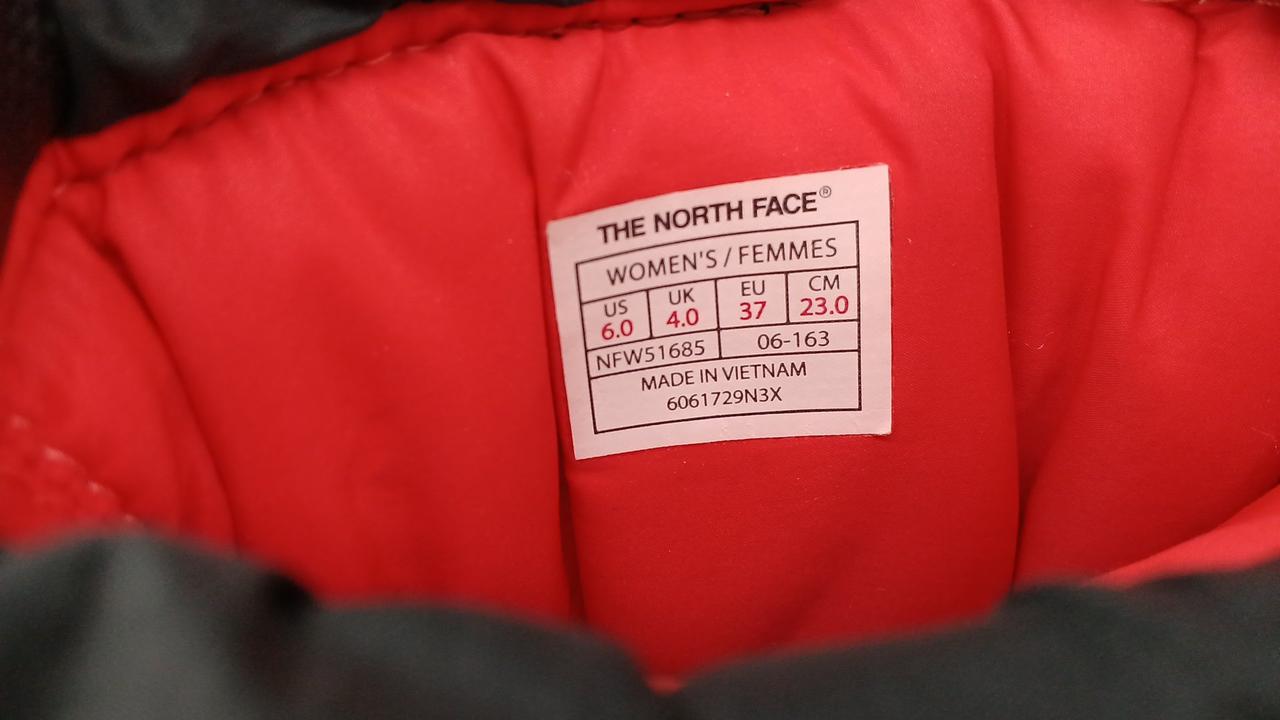 THE NORTH FACE®
WOMEN'S / FEMMES
US UK EU CM
6.0 4.0 37 23.0
NFW51685 06-163
MADE IN VIETNAM
6061729N3X